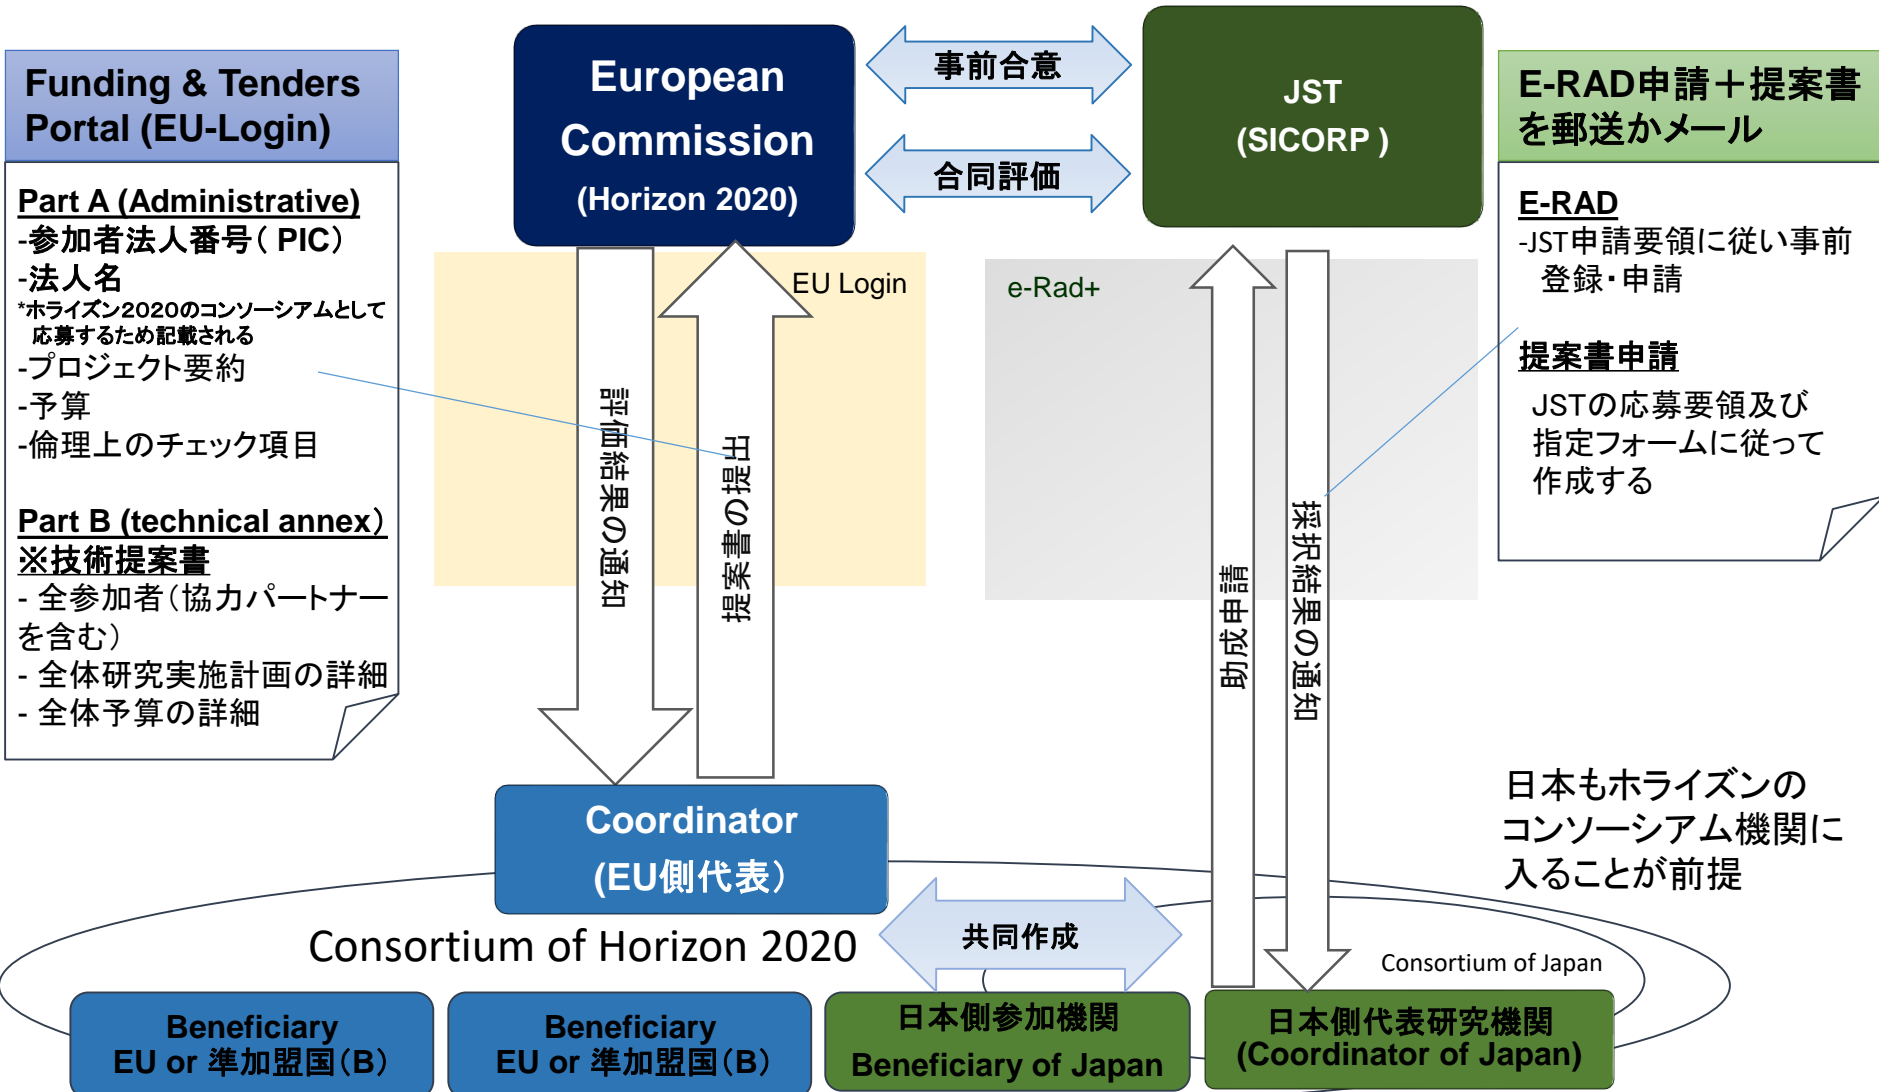 Funding & Tenders
Portal (EU-Login)
Part A (Administrative)
-参加者法人番号( PIC)
-法人名
*ホライズン2020のコンソーシアムとして
応募するため記載される
-プロジェクト要約
-予算
-倫理上のチェック項目
Part B (technical annex)
※技術提案書
- 全参加者(協力パートナー
を含む)
- 全体研究実施計画の詳細
- 全体予算の詳細
European
Commission
(Horizon 2020)
事前合意
合同評価
JST
(SICORP )
E-RAD申請+提案書
を郵送かメール
E-RAD
-JST申請要領に従い事前
登録・申請
提案書申請
JSTの応募要領及び
指定フォームに従って
作成する
EU Login
e-Rad+
評価結果の通知
提案書の提出
助成申請
採択結果の通知
日本もホライズンの
コンソーシアム機関に
入ることが前提
Coordinator
(EU側代表)
Consortium of Horizon 2020
共同作成
Consortium of Japan
Beneficiary
EU or 準加盟国(B)
Beneficiary
EU or 準加盟国(B)
日本側参加機関
Beneficiary of Japan
日本側代表研究機関
(Coordinator of Japan)